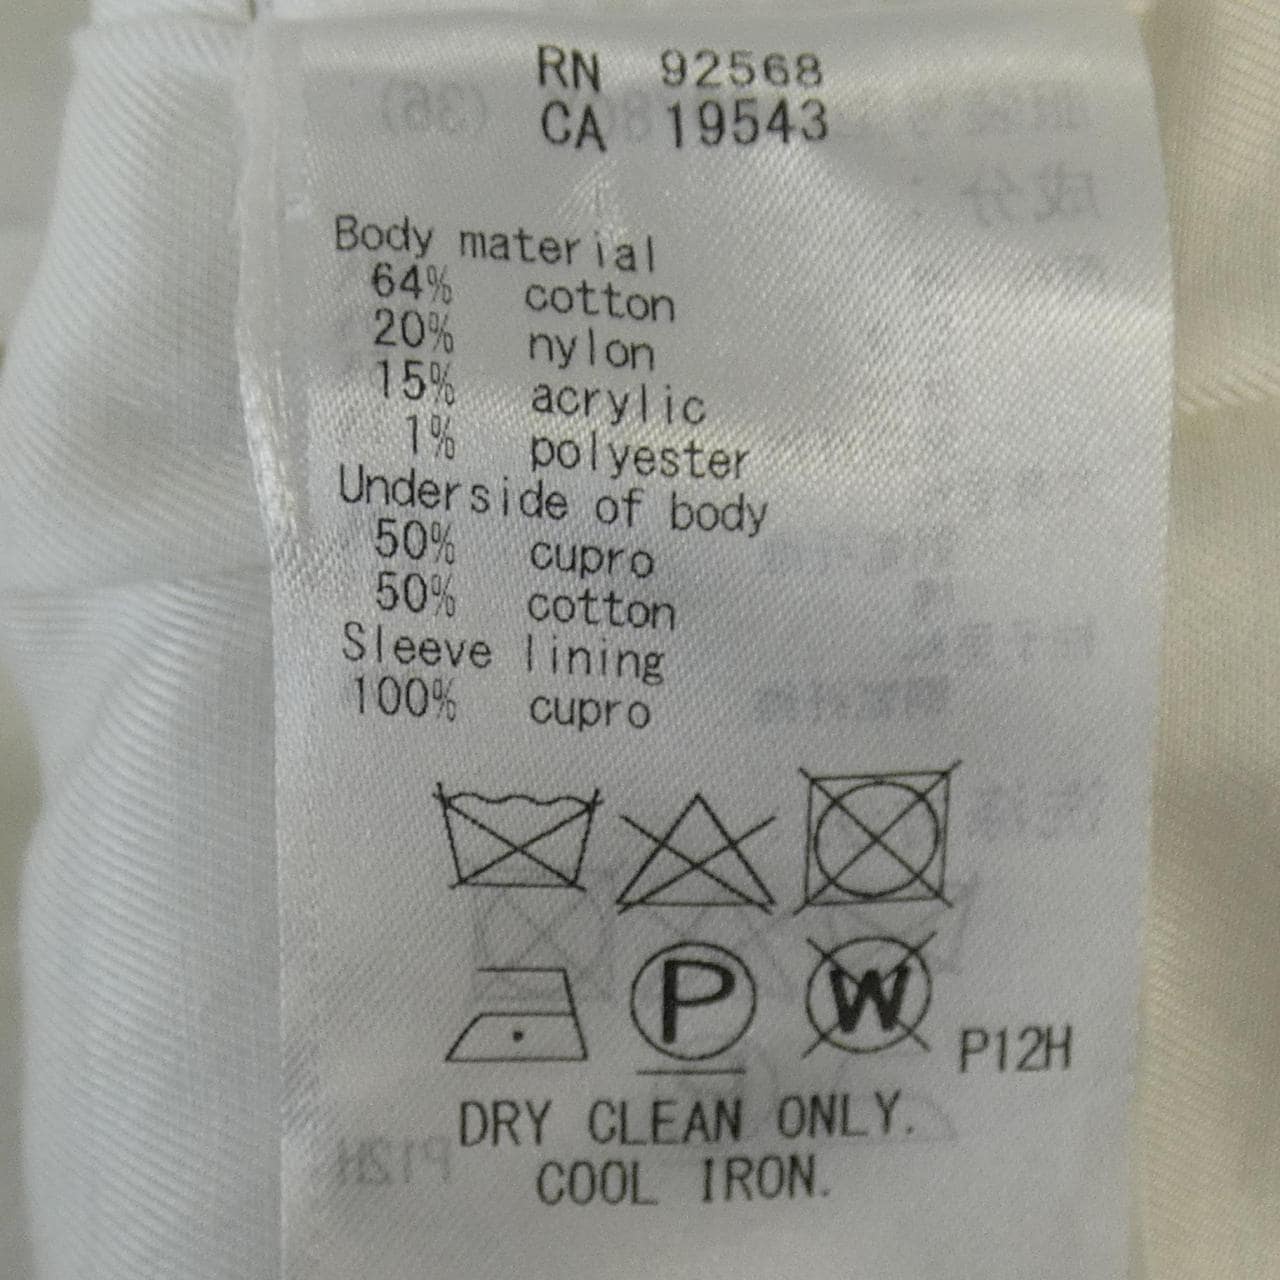 RN 92568
CA 19543
Body material
64% cotton
20% nylon
15% acrylic
1% polyester
Underside of body
50% cupro
50% cotton
Sleeve lining
100% cupro
P W P12H
DRY CLEAN ONLY.
COOL IRON.